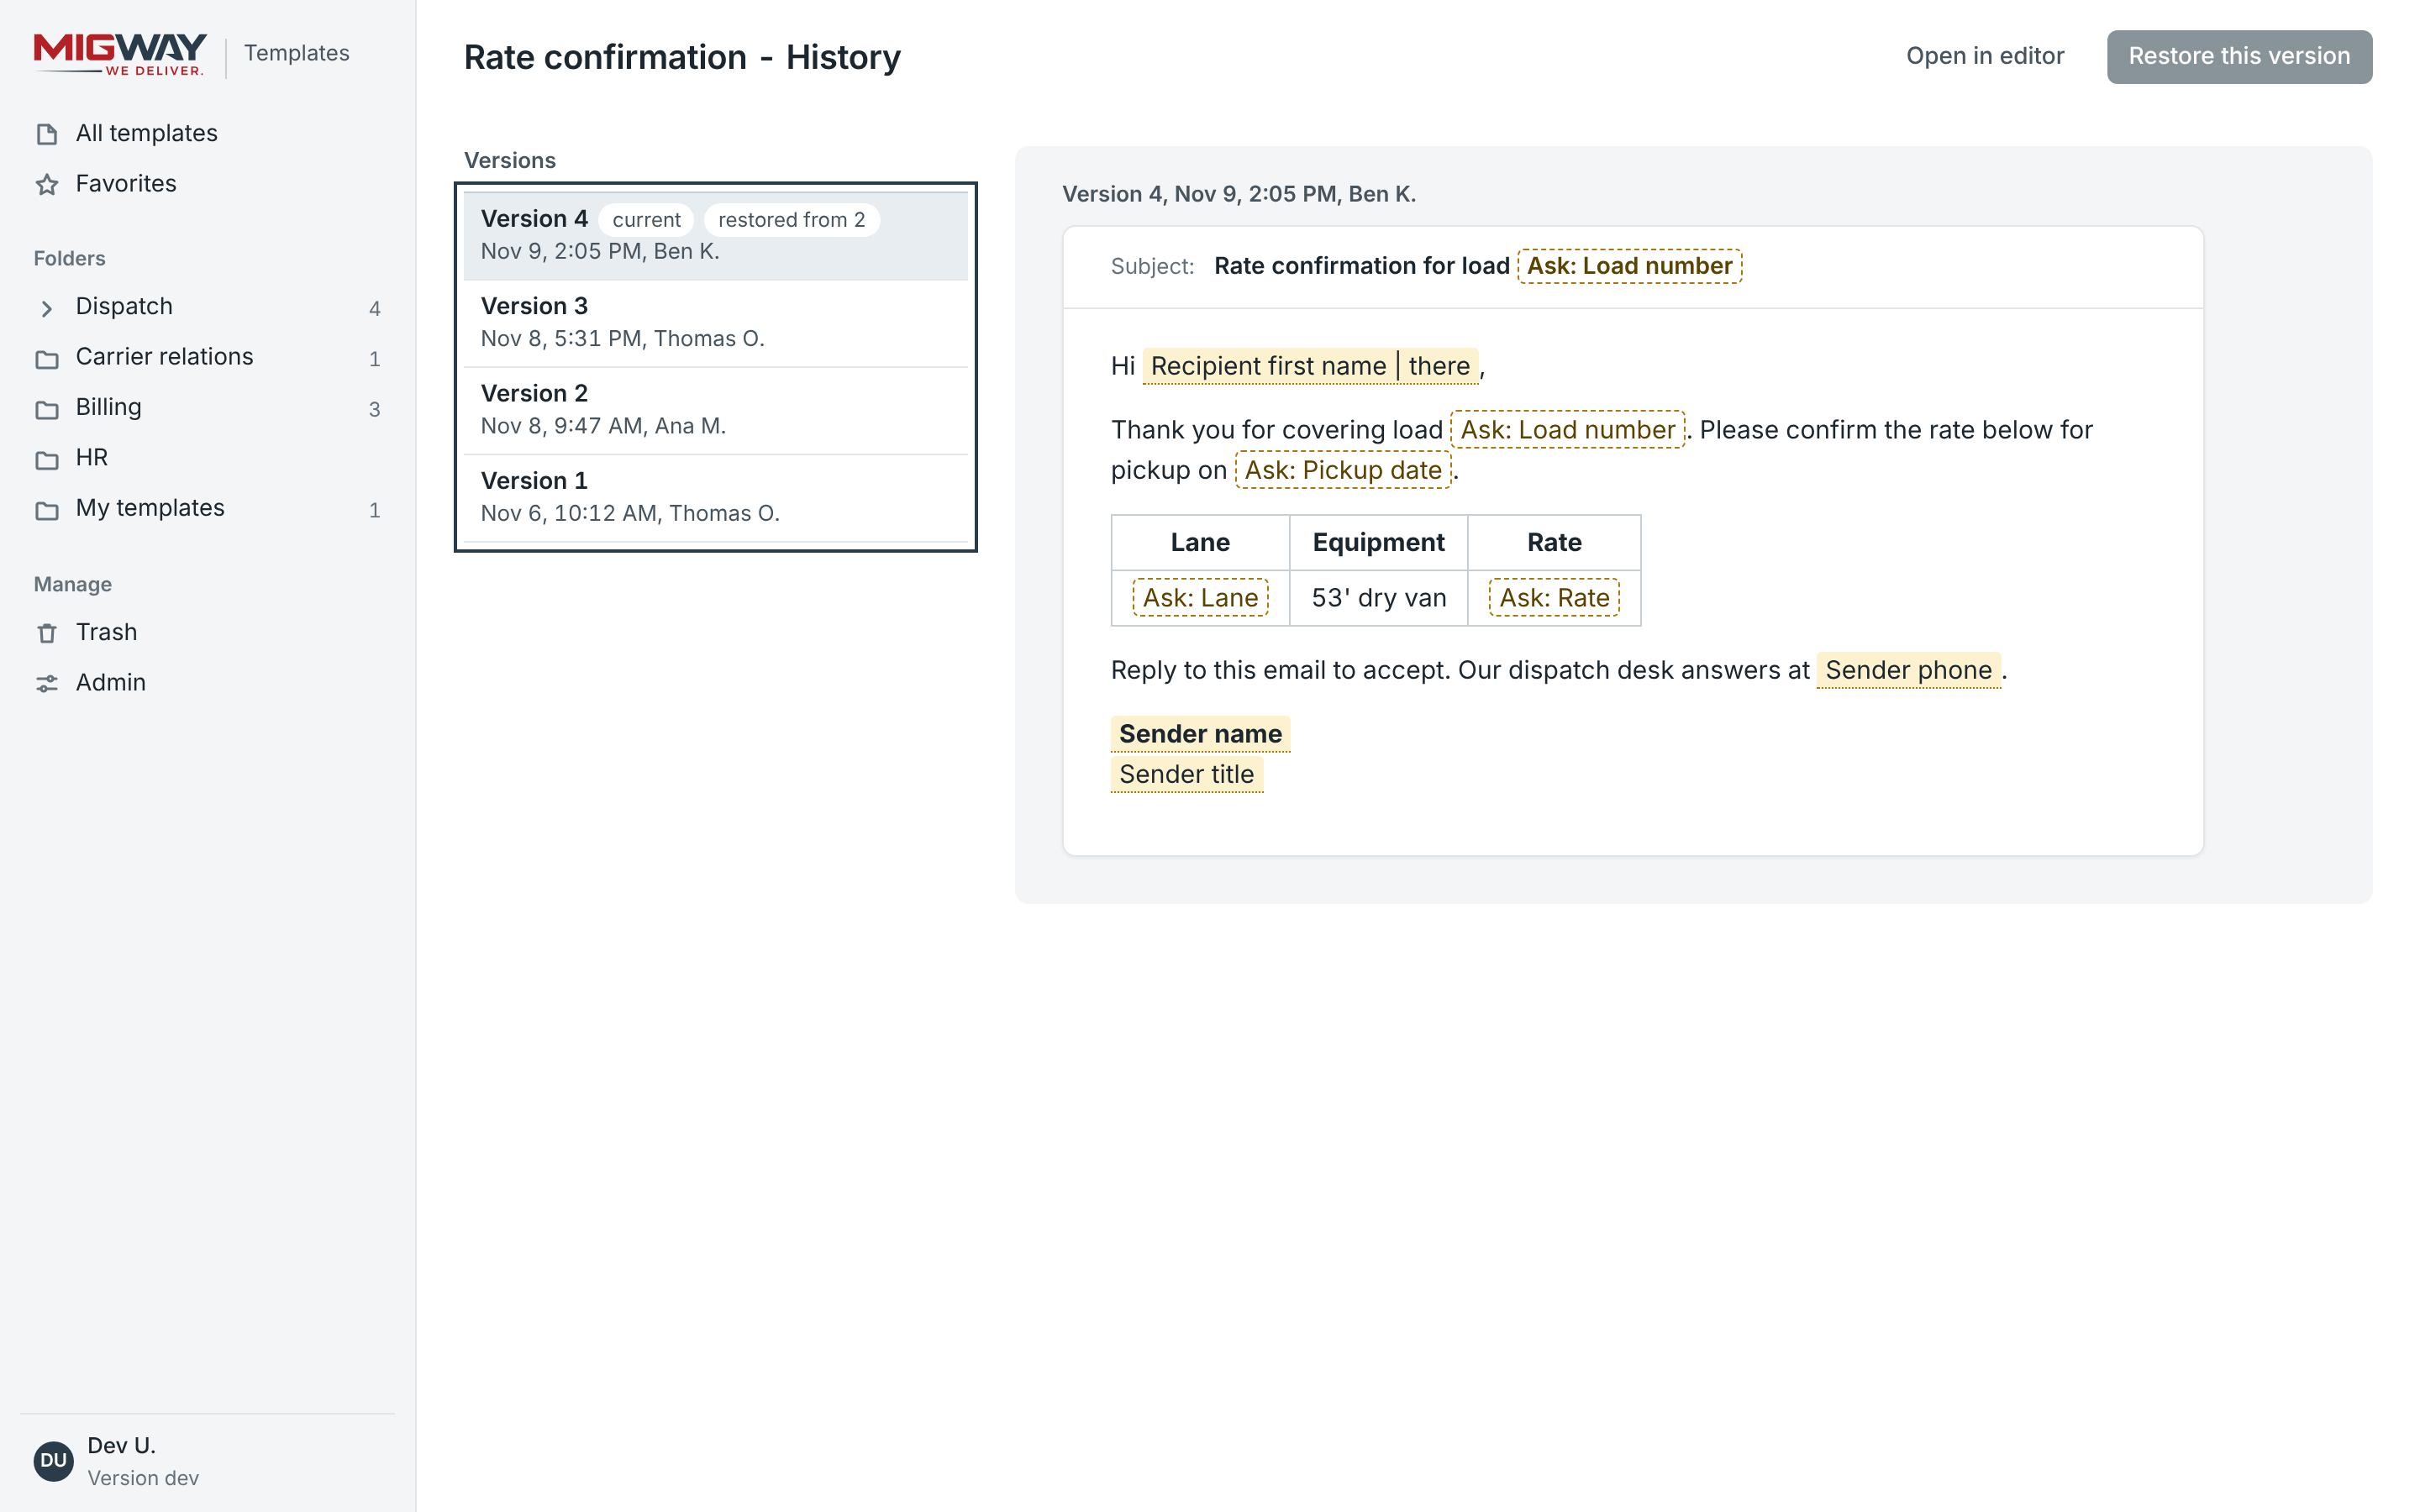 MIGWAY
WE DELIVER.
Templates
All templates
Favorites
Folders
Dispatch 4
Carrier relations 1
Billing 3
HR
My templates 1
Manage
Trash
Admin
DU
Dev U.
Version dev
Rate confirmation - History
Open in editor
Restore this version
Versions
Version 4 current restored from 2
Nov 9, 2:05 PM, Ben K.
Version 3
Nov 8, 5:31 PM, Thomas O.
Version 2
Nov 8, 9:47 AM, Ana M.
Version 1
Nov 6, 10:12 AM, Thomas O.
Version 4, Nov 9, 2:05 PM, Ben K.
Subject: Rate confirmation for load Ask: Load number
Hi Recipient first name | there ,
Thank you for covering load Ask: Load number . Please confirm the rate below for
pickup on Ask: Pickup date .
Lane Equipment Rate
Ask: Lane 53' dry van Ask: Rate
Reply to this email to accept. Our dispatch desk answers at Sender phone .
Sender name
Sender title